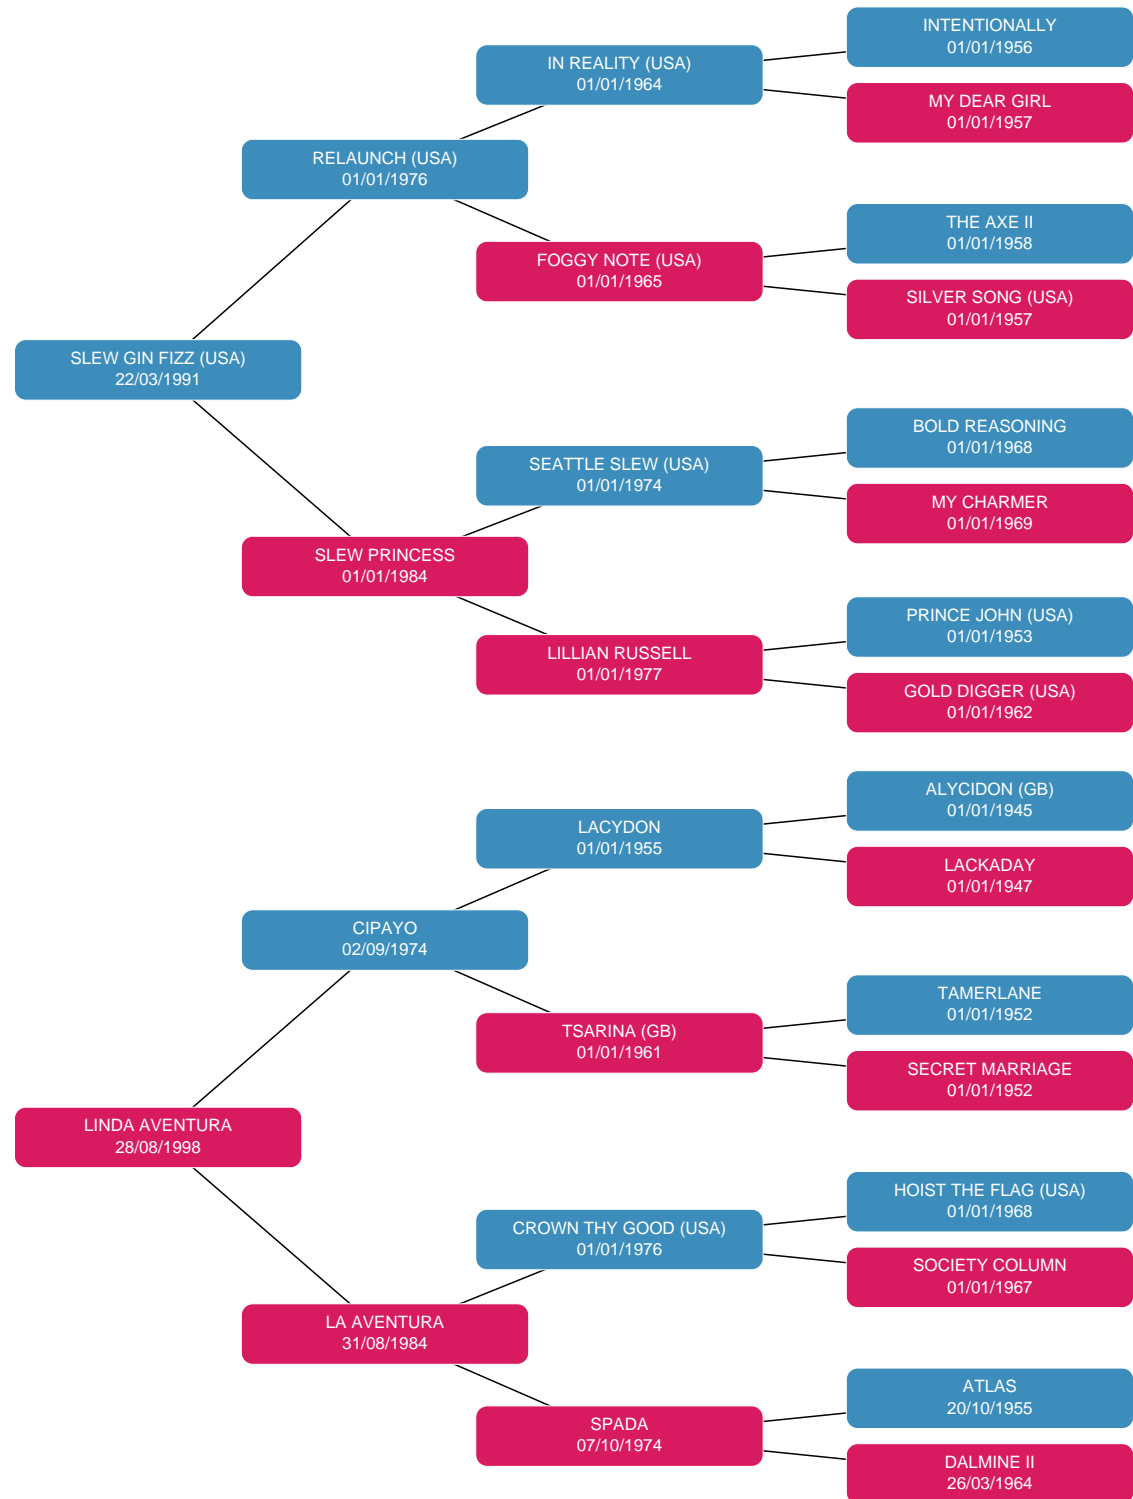 INTENTIONALLY
01/01/1956
IN REALITY (USA)
01/01/1964
MY DEAR GIRL
01/01/1957
RELAUNCH (USA)
01/01/1976
THE AXE II
01/01/1958
FOGGY NOTE (USA)
01/01/1965
SILVER SONG (USA)
01/01/1957
SLEW GIN FIZZ (USA)
22/03/1991
BOLD REASONING
01/01/1968
SEATTLE SLEW (USA)
01/01/1974
MY CHARMER
01/01/1969
SLEW PRINCESS
01/01/1984
PRINCE JOHN (USA)
01/01/1953
LILLIAN RUSSELL
01/01/1977
GOLD DIGGER (USA)
01/01/1962
ALYCIDON (GB)
01/01/1945
LACYDON
01/01/1955
LACKADAY
01/01/1947
CIPAYO
02/09/1974
TAMERLANE
01/01/1952
TSARINA (GB)
01/01/1961
SECRET MARRIAGE
01/01/1952
LINDA AVENTURA
28/08/1998
HOIST THE FLAG (USA)
01/01/1968
CROWN THY GOOD (USA)
01/01/1976
SOCIETY COLUMN
01/01/1967
LA AVENTURA
31/08/1984
ATLAS
20/10/1955
SPADA
07/10/1974
DALMINE II
26/03/1964